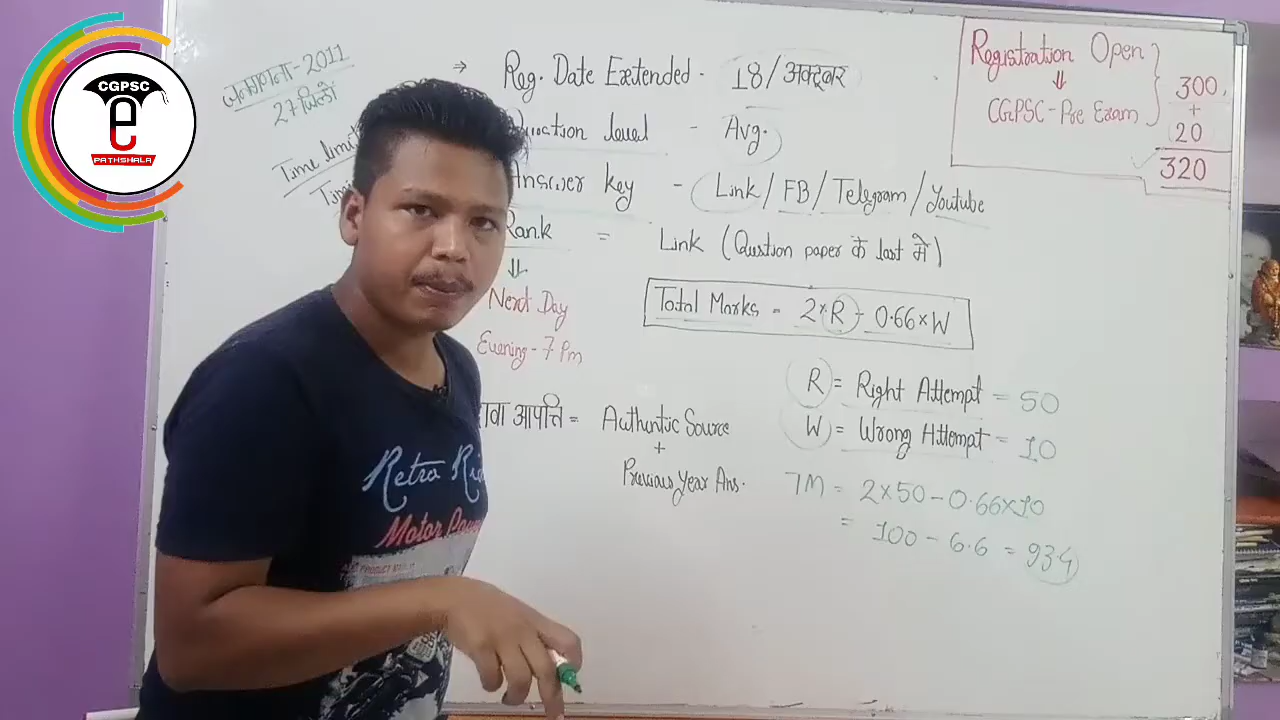 CGPSC
e
PATHSHALA
जनगणना-2011
27 जिलों
Time limit
⇒ Reg. Date Extended - 18/अक्टूबर
level - Avg.
Answer key - Link/FB/Telegram/Youtube
Rank = Link (Question paper के last में)
⇓
Next Day
Evening - 7 Pm
Registration Open
⇓
CGPSC-Pre Exam
300
+
20
320
Total Marks = 2×R - 0.66×W
R = Right Attempt = 50
W = Wrong Attempt = 10
TM = 2×50-0.66×10
= 100 - 6.6 = 93.4
आपत्ति = Authentic Source
+
Previous Year Ans.
Retro
Motor